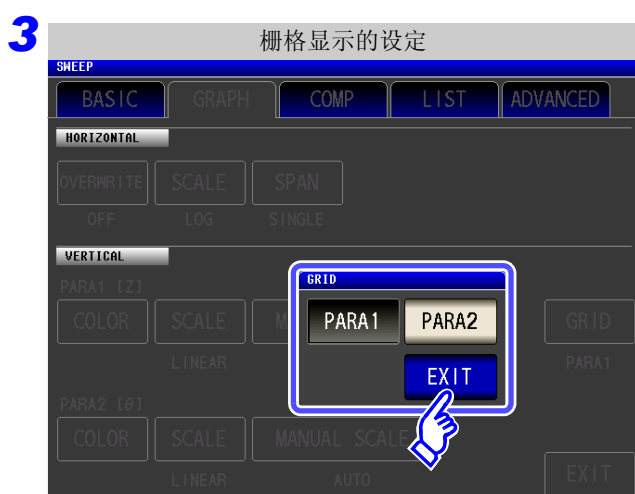 3
栅格显示的设定
SWEEP
BASIC GRAPH COMP LIST ADVANCED
HORIZONTAL
OVERWRITE SCALE SPAN
OFF LOG SINGLE
VERTICAL
PARA1 [Z]
GRID
COLOR SCALE M PARA1 PARA2 GRID
LINEAR EXIT PARA1
PARA2 [θ]
COLOR SCALE MANUAL SCALE
LINEAR AUTO EXIT